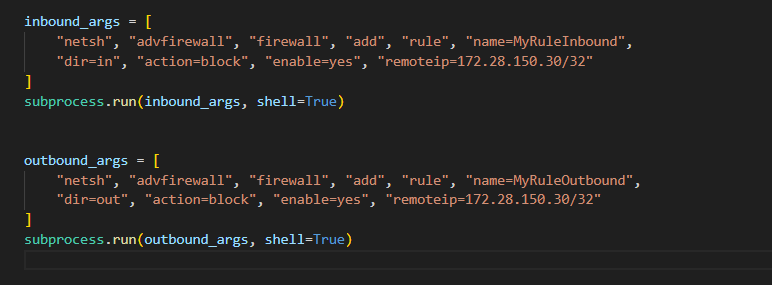 inbound_args = [
"netsh", "advfirewall", "firewall", "add", "rule", "name=MyRuleInbound",
"dir=in", "action=block", "enable=yes", "remoteip=172.28.150.30/32"
]
subprocess.run(inbound_args, shell=True)
outbound_args = [
"netsh", "advfirewall", "firewall", "add", "rule", "name=MyRuleOutbound",
"dir=out", "action=block", "enable=yes", "remoteip=172.28.150.30/32"
]
subprocess.run(outbound_args, shell=True)